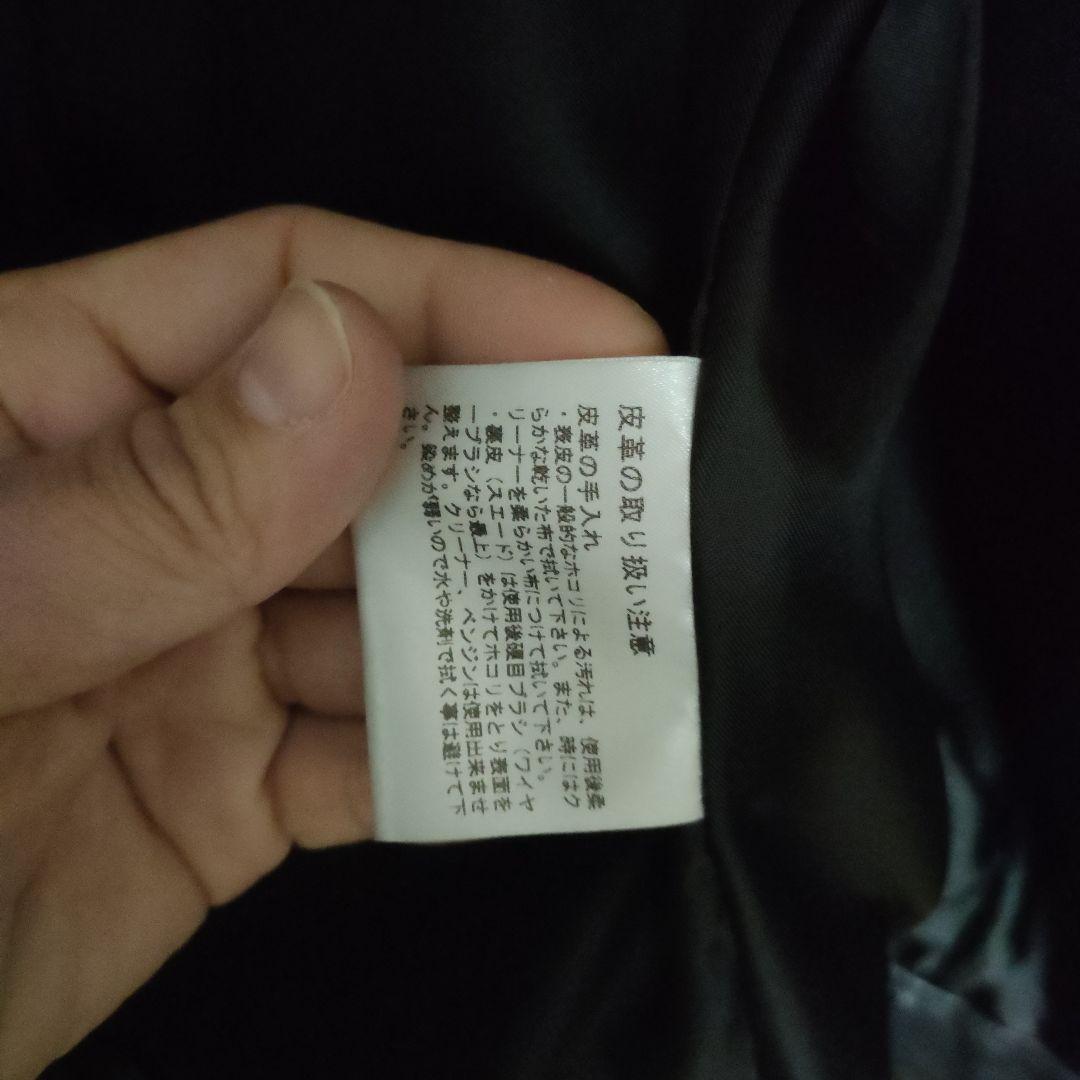 皮革の取り扱い注意
皮革の手入れ
・表皮の一般的なホコリによる汚れは、使用後柔
らかな乾いた布で拭いて下さい。また、時にはク
リーナーを柔らかい布につけて拭いて下さい。
・裏皮（スエード）は使用後硬目ブラシ（ワイヤ
ーブラシなら最上）をかけてホコリをとり表面を
整えます。クリーナー、ベンジンは使用出来ませ
ん。染めが弱いので水や洗剤で拭く事は避けて下
さい。